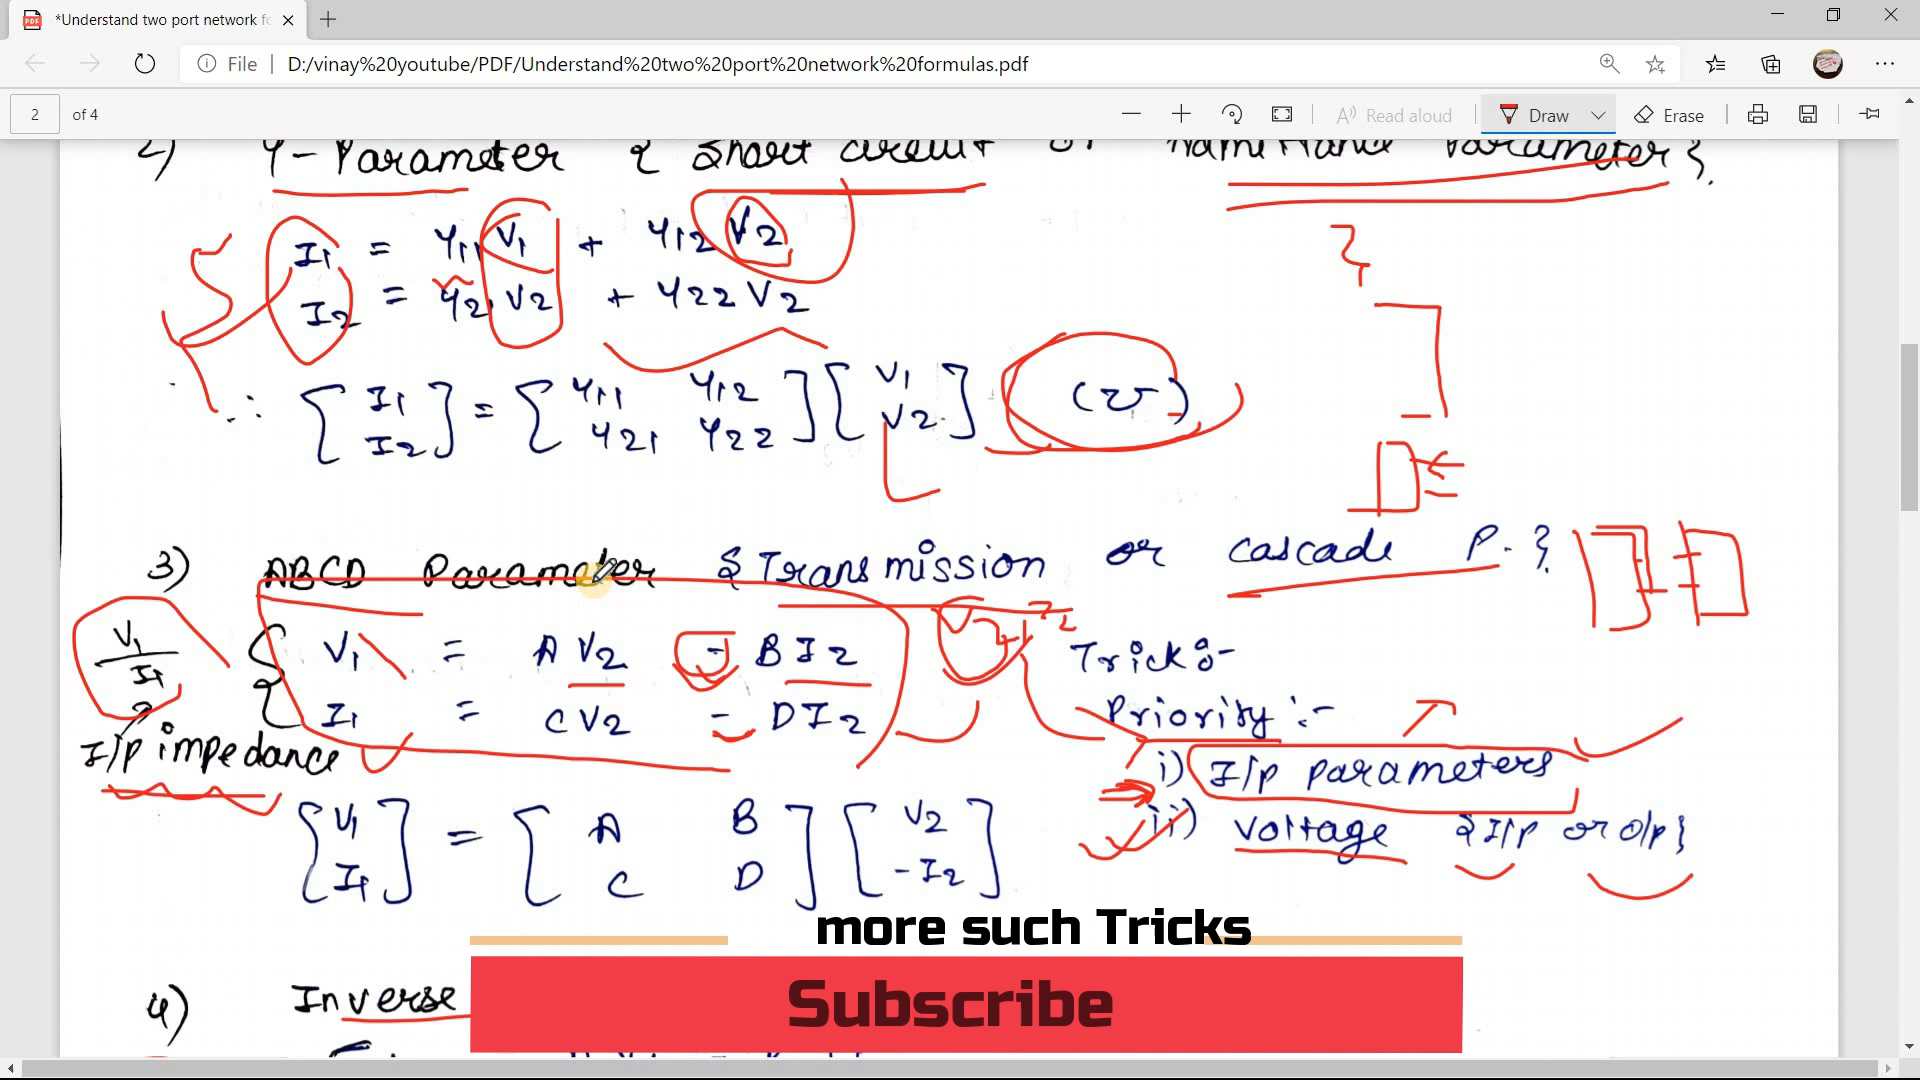 *Understand two port network fo
File
D:/vinay%20youtube/PDF/Understand%20two%20port%20network%20formulas.pdf
2 of 4
Read aloud
Draw
Erase
2) Y-Parameter { Short circuit or Parameter }.
I1 = Y11 V1 + Y12 V2
I2 = Y21 V2 + Y22 V2
∴ [ I1 I2 ] = [ Y11 Y12 Y21 Y22 ] [ V1 V2 ] (℧)
3) ABCD Parameter { Transmission or cascade P. }
V1 = A V2 - B I2
I1 = C V2 - D I2
V1/I1
I/p impedance
Trick:-
Priority :-
i) I/p parameters
ii) Voltage { I/p or o/p }
[ V1 I1 ] = [ A B C D ] [ V2 -I2 ]
more such Tricks
Subscribe
4) Inverse